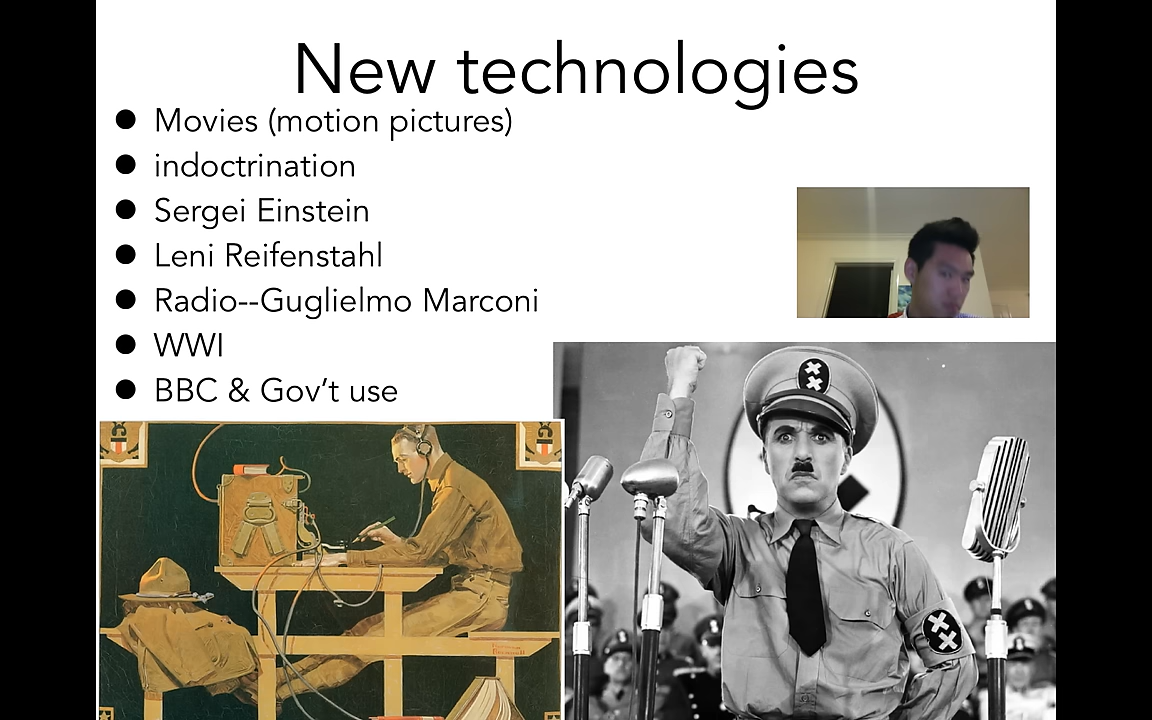 New technologies
Movies (motion pictures)
indoctrination
Sergei Einstein
Leni Reifenstahl
Radio--Guglielmo Marconi
WWI
BBC & Gov't use